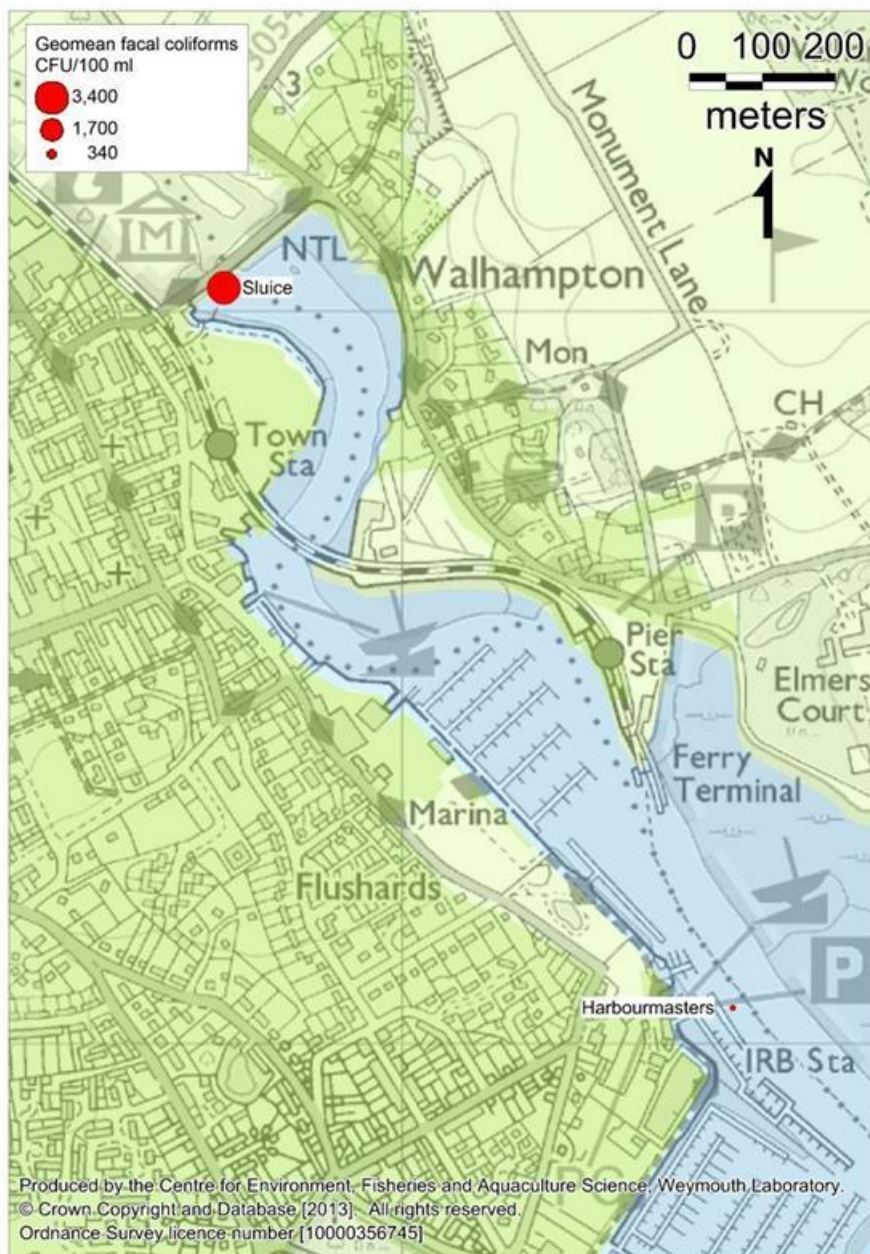 Geomean facal coliforms
CFU/100 ml
3,400
1,700
340
0 100 200
meters
N
3
M
NTL
Sluice
Walhampton
Monument Lane
Mon
CH
Town
Sta
P
Pier
Sta
Elmers
Court
Ferry
Terminal
Marina
Flushards
P
Harbourmasters
IRB Sta
Produced by the Centre for Environment, Fisheries and Aquaculture Science, Weymouth Laboratory.
© Crown Copyright and Database [2013]. All rights reserved.
Ordnance Survey licence number [10000356745]